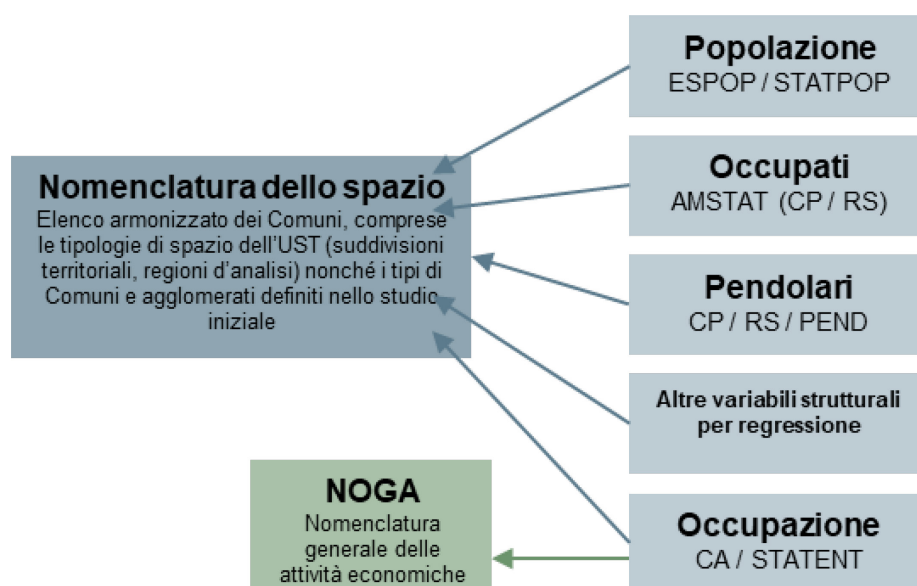 Nomenclatura dello spazio
Elenco armonizzato dei Comuni, comprese
le tipologie di spazio dell'UST (suddivisioni
territoriali, regioni d'analisi) nonché i tipi di
Comuni e agglomerati definiti nello studio
iniziale
NOGA
Nomenclatura
generale delle
attività economiche
Popolazione
ESPOP / STATPOP
Occupati
AMSTAT (CP / RS)
Pendolari
CP / RS / PEND
Altre variabili strutturali
per regressione
Occupazione
CA / STATENT